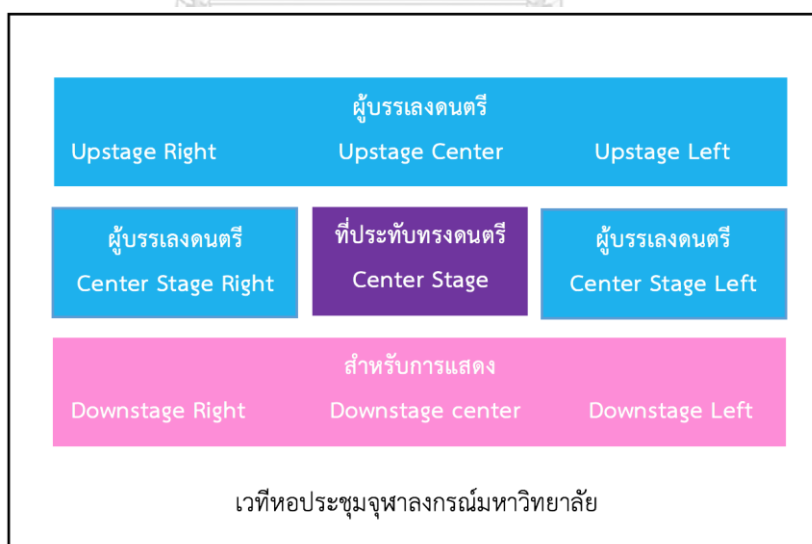 ผู้บรรเลงดนตรี
Upstage Right Upstage Center Upstage Left
ผู้บรรเลงดนตรี ที่ประทับทรงดนตรี ผู้บรรเลงดนตรี
Center Stage Right Center Stage Center Stage Left
สำหรับการแสดง
Downstage Right Downstage center Downstage Left
เวทีหอประชุมจุฬาลงกรณ์มหาวิทยาลัย